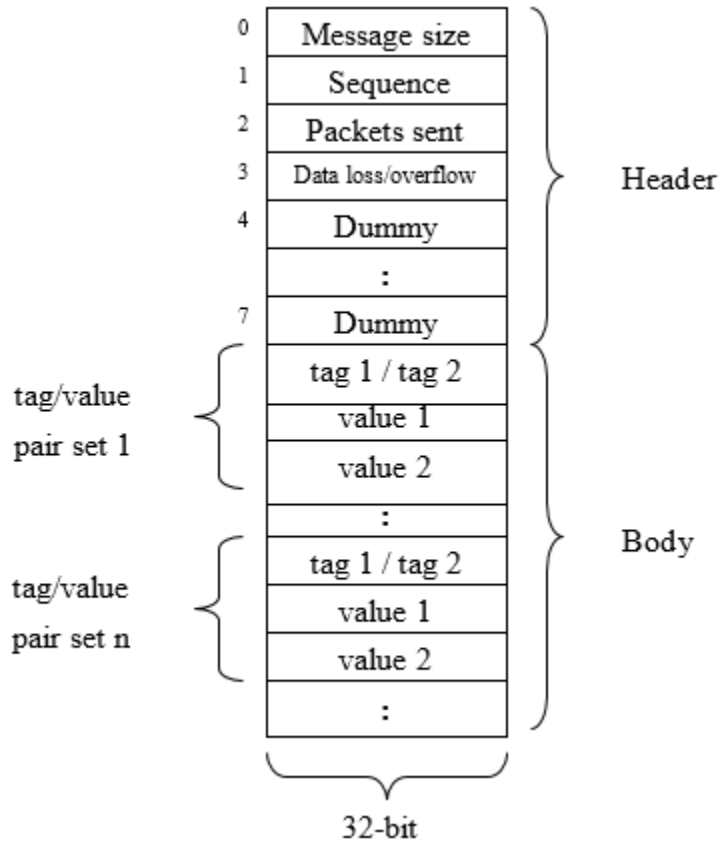 0
Message size
1
Sequence
2
Packets sent
3
Data loss/overflow
4
Dummy
:
7
Dummy
Header
tag/value
pair set 1
tag 1 / tag 2
value 1
value 2
:
Body
tag/value
pair set n
tag 1 / tag 2
value 1
value 2
:
32-bit